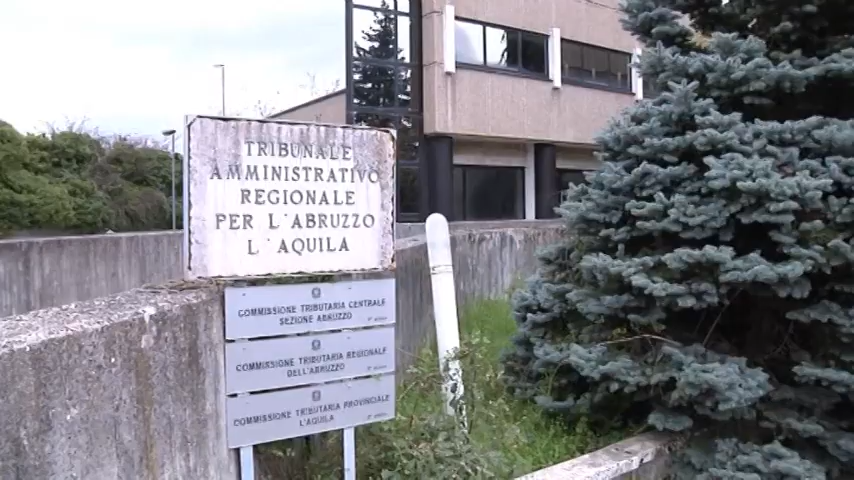 TRIBUNALE
AMMINISTRATIVO
REGIONALE
PER L'ABRUZZO
L'AQUILA
COMMISSIONE TRIBUTARIA CENTRALE
SEZIONE ABRUZZO
COMMISSIONE TRIBUTARIA REGIONALE
DELL'ABRUZZO
COMMISSIONE TRIBUTARIA PROVINCIALE
L'AQUILA